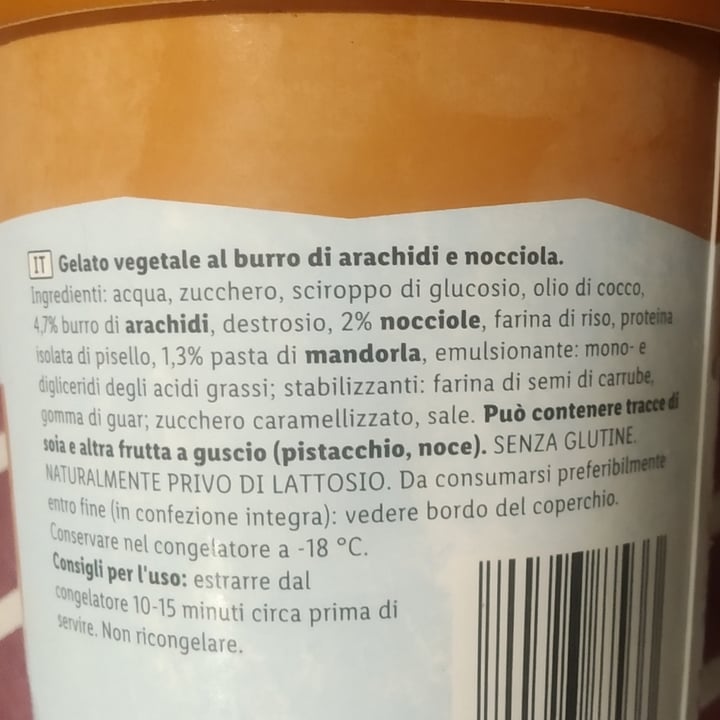 IT Gelato vegetale al burro di arachidi e nocciola.
Ingredienti: acqua, zucchero, sciroppo di glucosio, olio di cocco,
4,7% burro di arachidi, destrosio, 2% nocciole, farina di riso, proteina
isolata di pisello, 1,3% pasta di mandorla, emulsionante: mono- e
digliceridi degli acidi grassi; stabilizzanti: farina di semi di carrube,
gomma di guar; zucchero caramellizzato, sale. Può contenere tracce di
soia e altra frutta a guscio (pistacchio, noce). SENZA GLUTINE.
NATURALMENTE PRIVO DI LATTOSIO. Da consumarsi preferibilmente
entro fine (in confezione integra): vedere bordo del coperchio.
Conservare nel congelatore a -18 °C.
Consigli per l'uso: estrarre dal
congelatore 10-15 minuti circa prima di
servire. Non ricongelare.